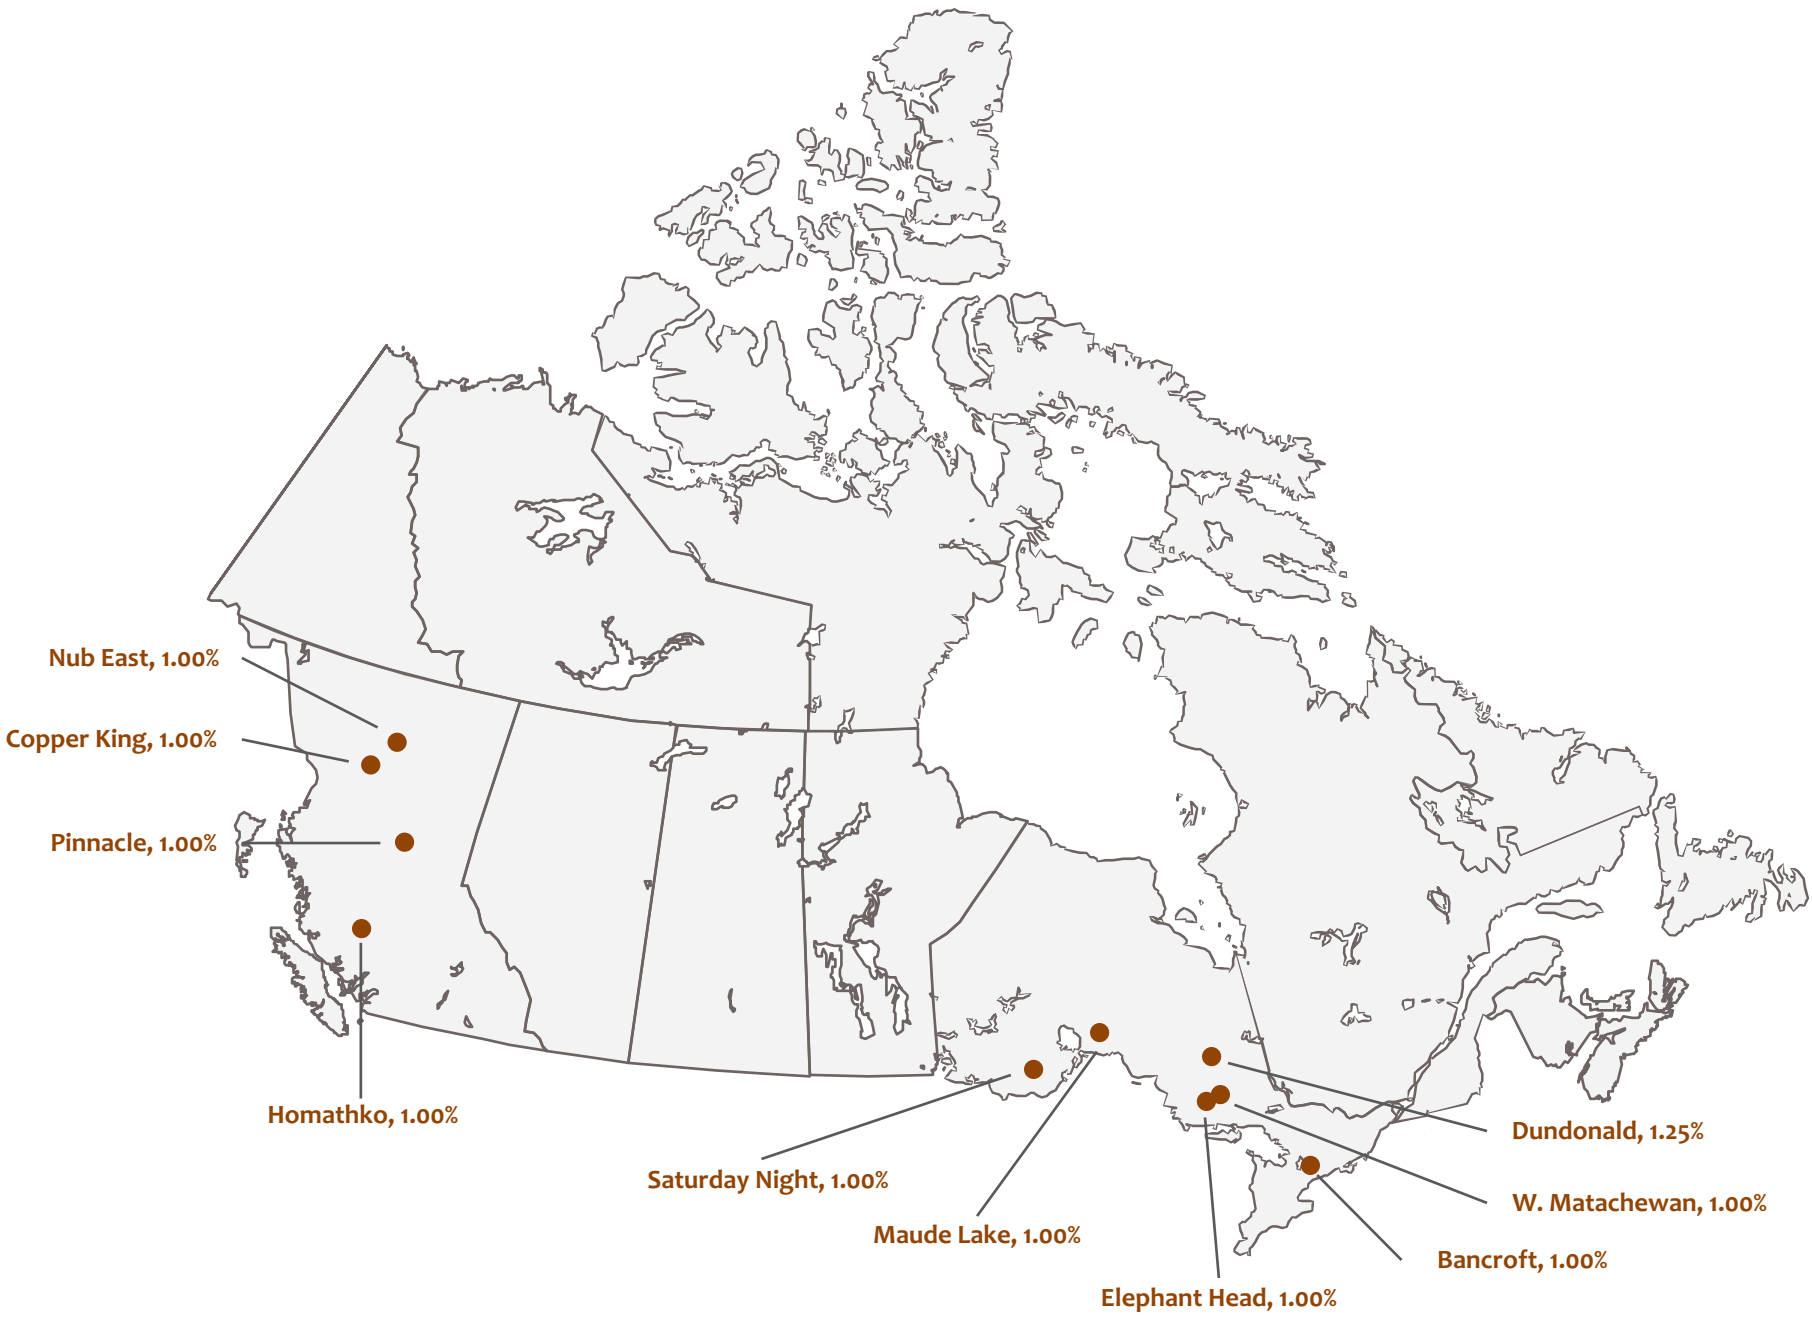 Nub East, 1.00%
Copper King, 1.00%
Pinnacle, 1.00%
Homathko, 1.00%
Saturday Night, 1.00%
Maude Lake, 1.00%
Elephant Head, 1.00%
Dundonald, 1.25%
W. Matachewan, 1.00%
Bancroft, 1.00%